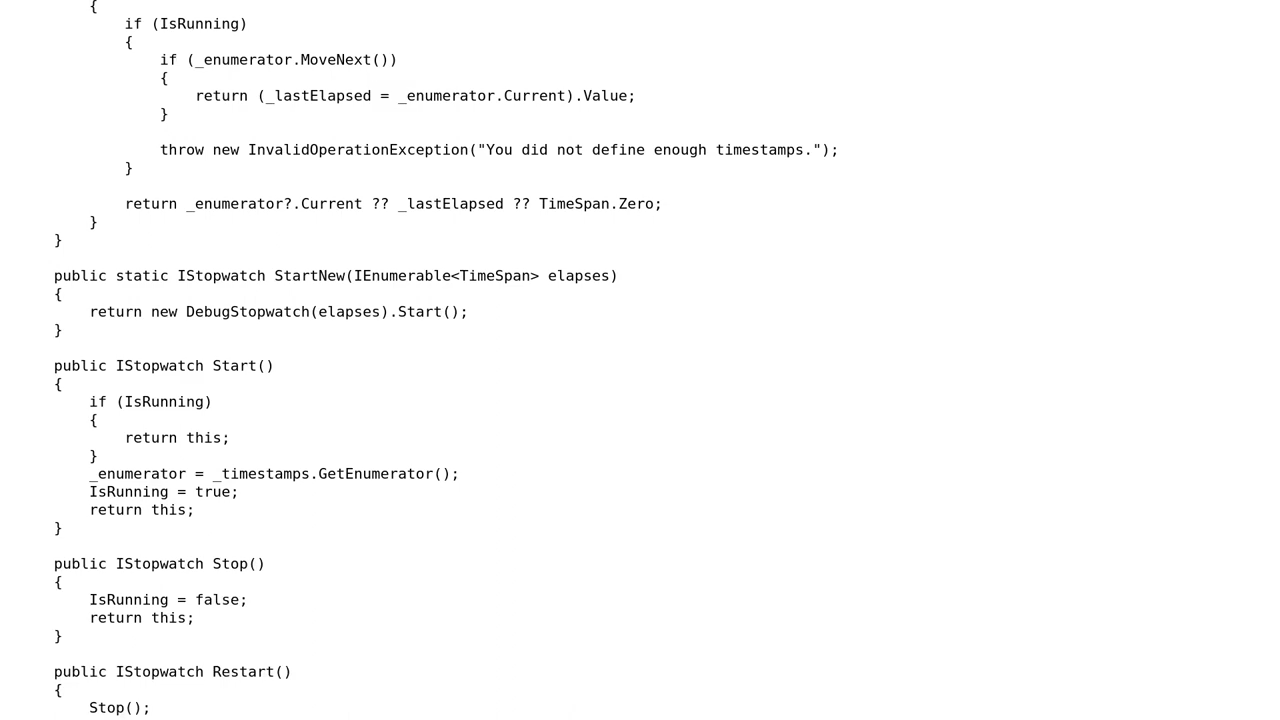 {
if (IsRunning)
{
if (_enumerator.MoveNext())
{
return (_lastElapsed = _enumerator.Current).Value;
}
throw new InvalidOperationException("You did not define enough timestamps.");
}
return _enumerator?.Current ?? _lastElapsed ?? TimeSpan.Zero;
}
}
public static IStopwatch StartNew(IEnumerable<TimeSpan> elapses)
{
return new DebugStopwatch(elapses).Start();
}
public IStopwatch Start()
{
if (IsRunning)
{
return this;
}
_enumerator = _timestamps.GetEnumerator();
IsRunning = true;
return this;
}
public IStopwatch Stop()
{
IsRunning = false;
return this;
}
public IStopwatch Restart()
{
Stop();